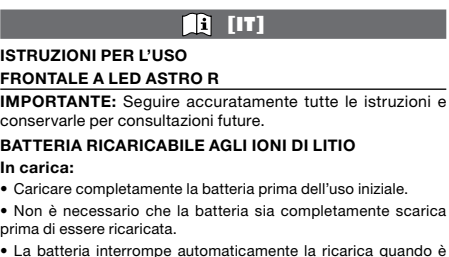 [IT]
ISTRUZIONI PER L'USO
FRONTALE A LED ASTRO R
IMPORTANTE: Seguire accuratamente tutte le istruzioni e
conservarle per consultazioni future.
BATTERIA RICARICABILE AGLI IONI DI LITIO
In carica:
• Caricare completamente la batteria prima dell'uso iniziale.
• Non è necessario che la batteria sia completamente scarica
prima di essere ricaricata.
• La batteria interrompe automaticamente la ricarica quando è